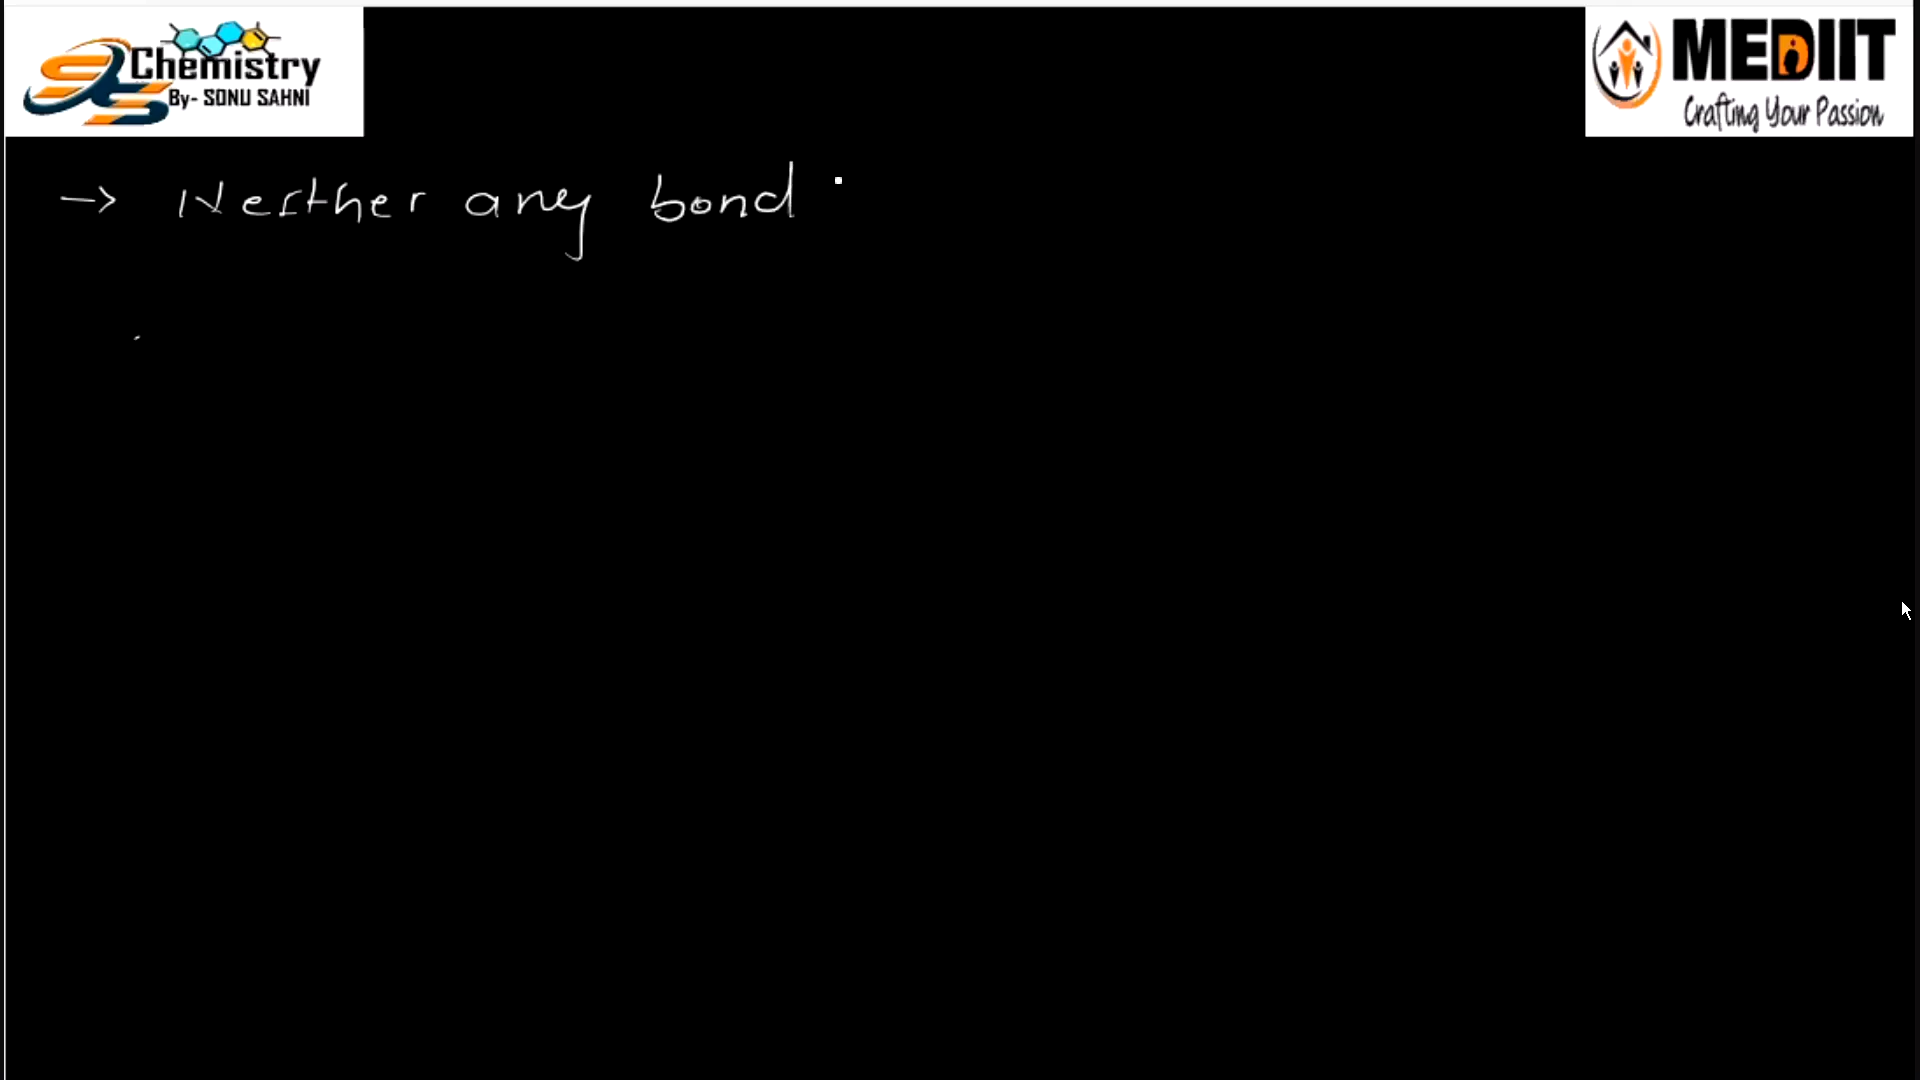 Chemistry
By- SONU SAHNI
MEDIIT
Crafting Your Passion
→ Neither any bond